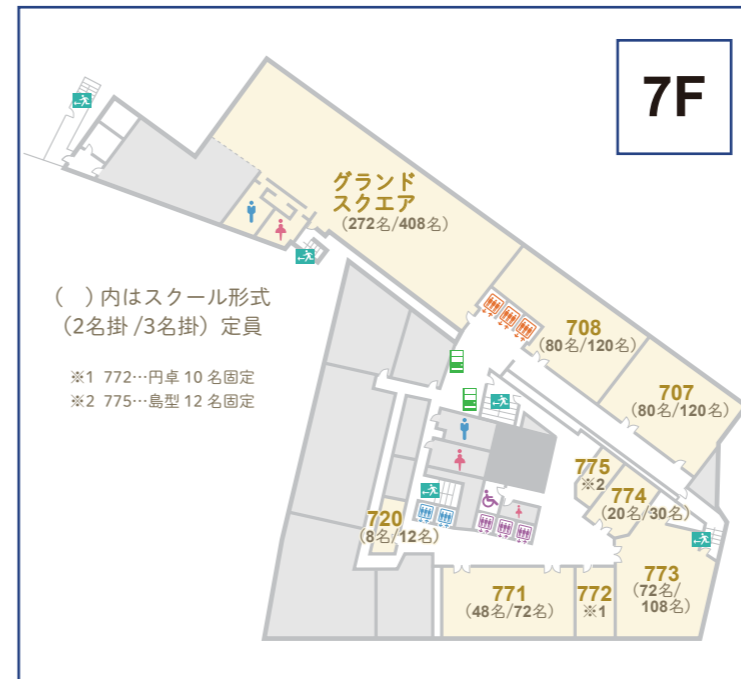 7F
グランド
スクエア
（272名/408名）
（　）内はスクール形式
（2名掛/3名掛）定員
※1 772…円卓10名固定
※2 775…島型12名固定
708
（80名/120名）
707
（80名/120名）
775
※2
774
（20名/30名）
720
（8名/12名）
771
（48名/72名）
772
※1
773
（72名/
108名）